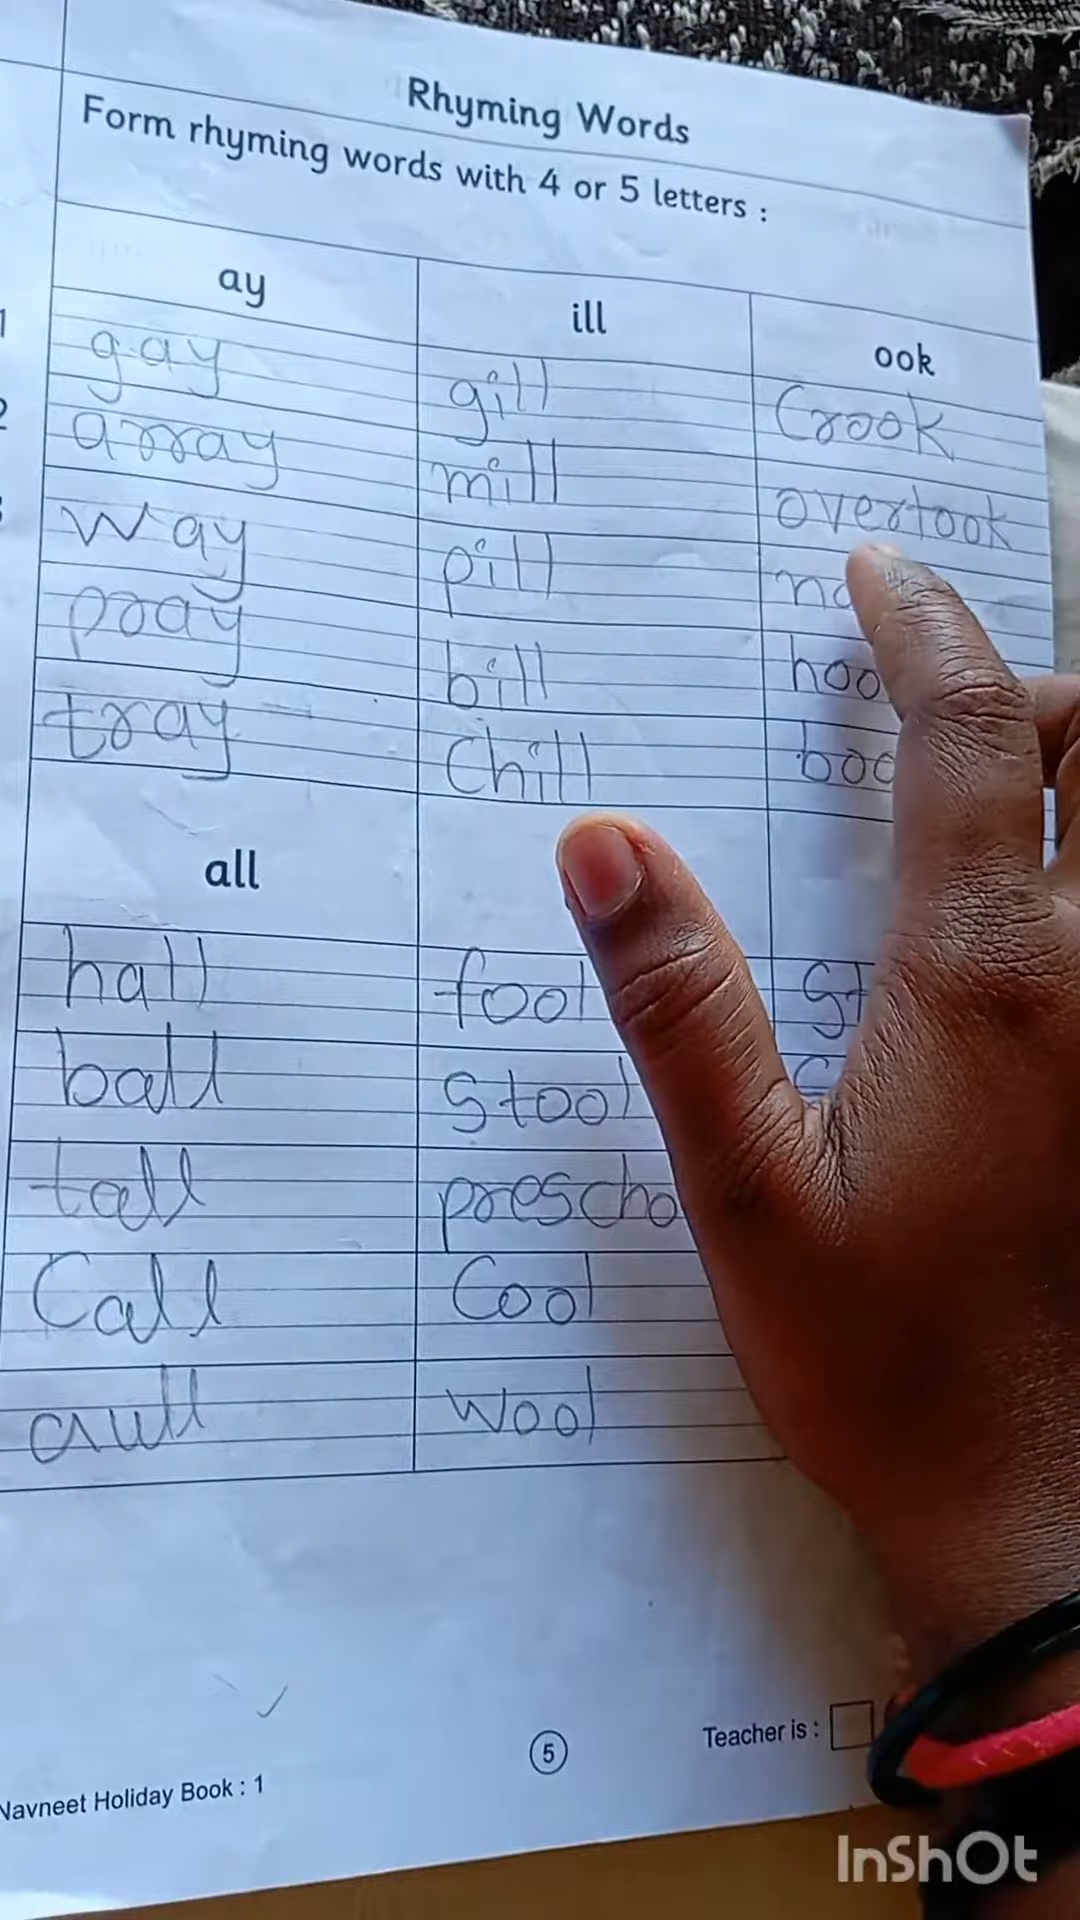 Rhyming Words
Form rhyming words with 4 or 5 letters :
ay ill ook
gay gill Crook
array mill overtook
way pill
pray bill
tray Chill
all
hall fool
ball Stool
tall
Call Cool
wool
Teacher is :
5
Navneet Holiday Book : 1
InShOt